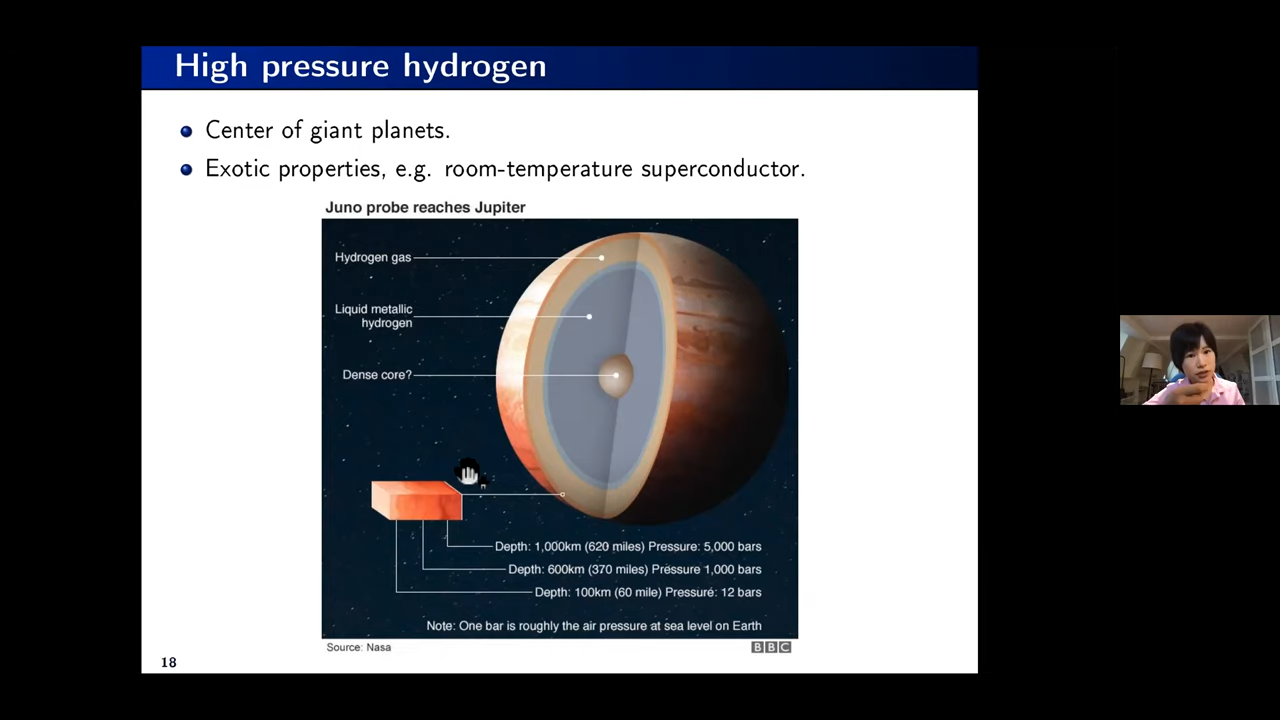 High pressure hydrogen
Center of giant planets.
Exotic properties, e.g. room-temperature superconductor.
Juno probe reaches Jupiter
Hydrogen gas
Liquid metallic
hydrogen
Dense core?
Depth: 1,000km (620 miles) Pressure: 5,000 bars
Depth: 600km (370 miles) Pressure 1,000 bars
Depth: 100km (60 mile) Pressure: 12 bars
Note: One bar is roughly the air pressure at sea level on Earth
Source: Nasa
BBC
18